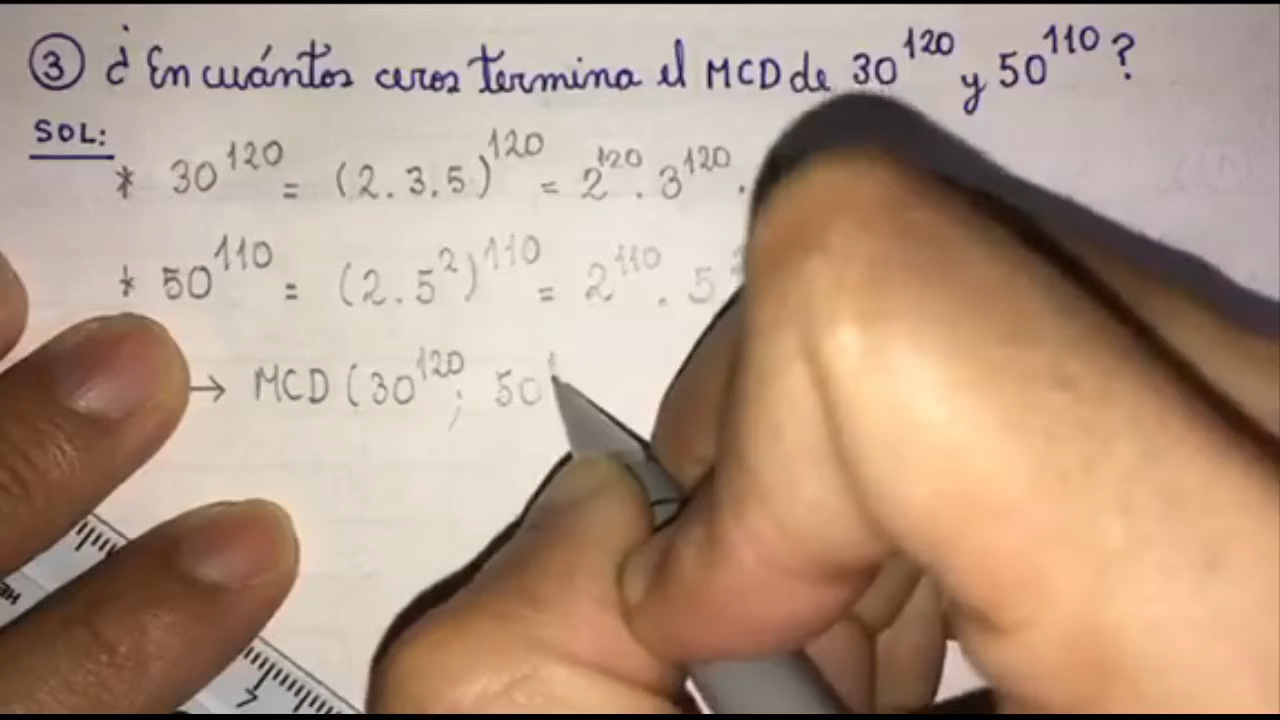 ③ ¿En cuántos ceros termina el MCD de 30^120 y 50^110?
SOL:
* 30^120 = (2.3.5)^120 = 2^120 . 3^120 .
* 50^110 = (2.5^2)^110 = 2^110 . 5
→ MCD (30^120 ; 50^1